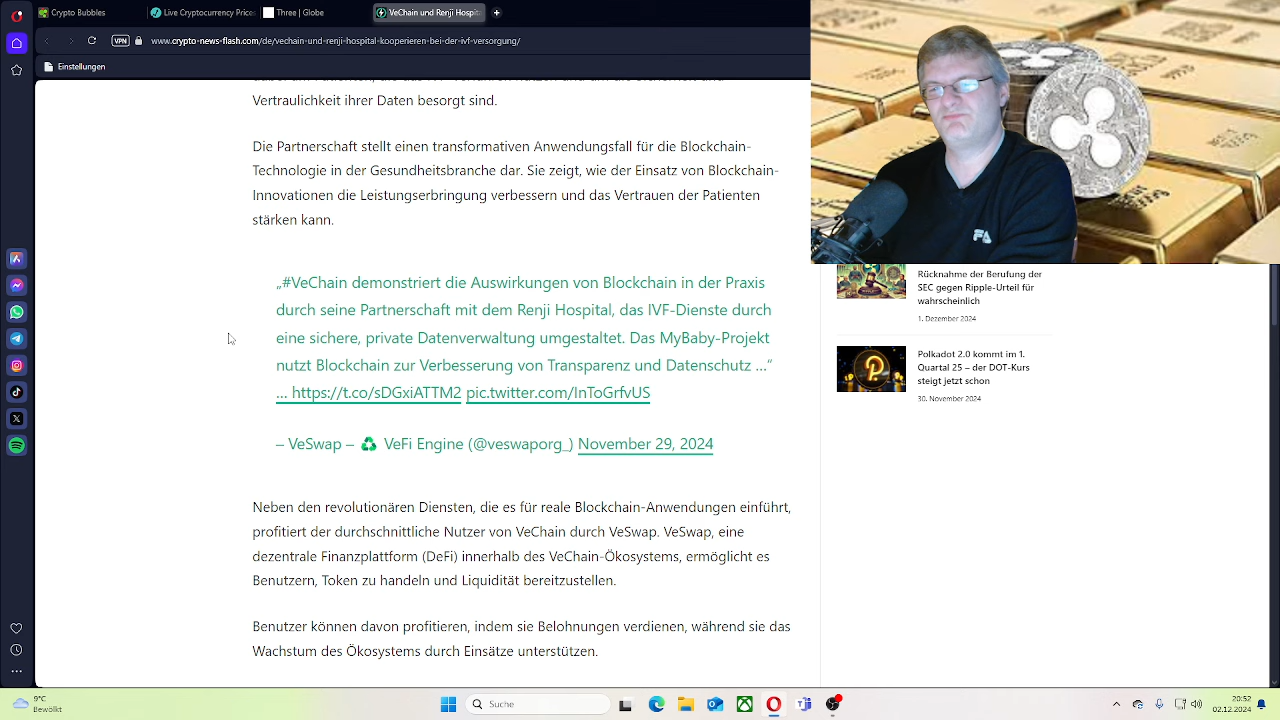 Crypto Bubbles
Live Cryptocurrency Price
Three | Globe
VeChain und Renji Hospi
VPN
www.crypto-news-flash.com/de/vechain-und-renji-hospital-kooperieren-bei-der-ivf-versorgung/
Einstellungen
Vertraulichkeit ihrer Daten besorgt sind.
Die Partnerschaft stellt einen transformativen Anwendungsfall für die Blockchain-
Technologie in der Gesundheitsbranche dar. Sie zeigt, wie der Einsatz von Blockchain-
Innovationen die Leistungserbringung verbessern und das Vertrauen der Patienten
stärken kann.
„#VeChain demonstriert die Auswirkungen von Blockchain in der Praxis
durch seine Partnerschaft mit dem Renji Hospital, das IVF-Dienste durch
eine sichere, private Datenverwaltung umgestaltet. Das MyBaby-Projekt
nutzt Blockchain zur Verbesserung von Transparenz und Datenschutz …“
… https://t.co/sDGxiATTM2 pic.twitter.com/InToGrfvUS
– VeSwap – ♻ VeFi Engine (@veswaporg_) November 29, 2024
Neben den revolutionären Diensten, die es für reale Blockchain-Anwendungen einführt,
profitiert der durchschnittliche Nutzer von VeChain durch VeSwap. VeSwap, eine
dezentrale Finanzplattform (DeFi) innerhalb des VeChain-Ökosystems, ermöglicht es
Benutzern, Token zu handeln und Liquidität bereitzustellen.
Benutzer können davon profitieren, indem sie Belohnungen verdienen, während sie das
Wachstum des Ökosystems durch Einsätze unterstützen.
Rücknahme der Berufung der
SEC gegen Ripple-Urteil für
wahrscheinlich
1. Dezember 2024
Polkadot 2.0 kommt im 1.
Quartal 25 – der DOT-Kurs
steigt jetzt schon
30. November 2024
9°C
Bewölkt
Suche
20:52
02.12.2024